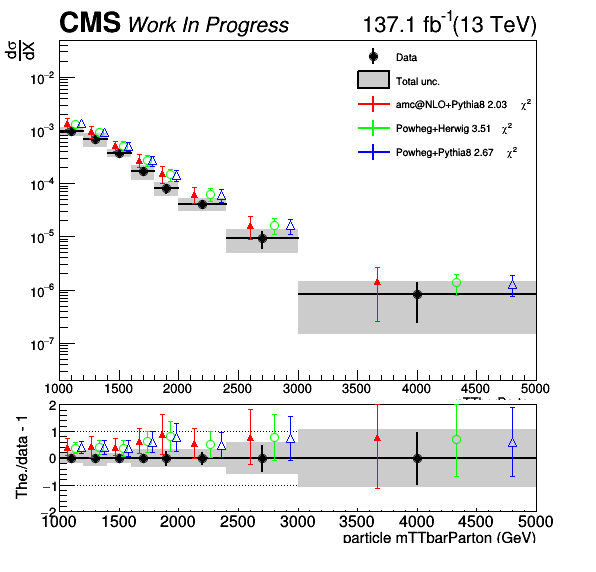 CMS Work In Progress 137.1 fb⁻¹(13 TeV)
dσ
dX
Data
Total unc.
amc@NLO+Pythia8 2.03 χ²
Powheg+Herwig 3.51 χ²
Powheg+Pythia8 2.67 χ²
10⁻²
10⁻³
10⁻⁴
10⁻⁵
10⁻⁶
10⁻⁷
1000 1500 2000 2500 3000 3500 4000 4500 5000
The./data - 1
2
1
0
−1
−2
1000 1500 2000 2500 3000 3500 4000 4500 5000
particle mTTbarParton (GeV)